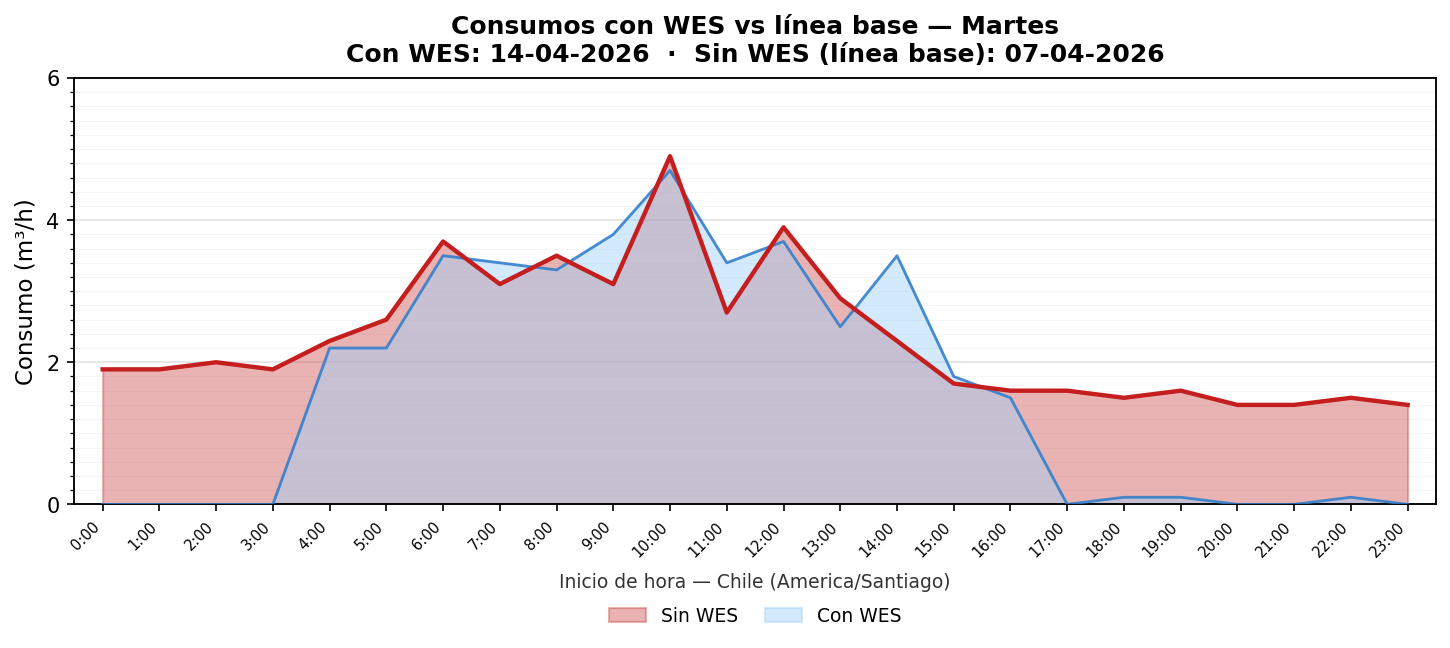 Consumos con WES vs línea base — Martes
Con WES: 14-04-2026  ·  Sin WES (línea base): 07-04-2026
Consumo (m³/h)
6
4
2
0
0:00 1:00 2:00 3:00 4:00 5:00 6:00 7:00 8:00 9:00 10:00 11:00 12:00 13:00 14:00 15:00 16:00 17:00 18:00 19:00 20:00 21:00 22:00 23:00
Inicio de hora — Chile (America/Santiago)
Sin WES Con WES